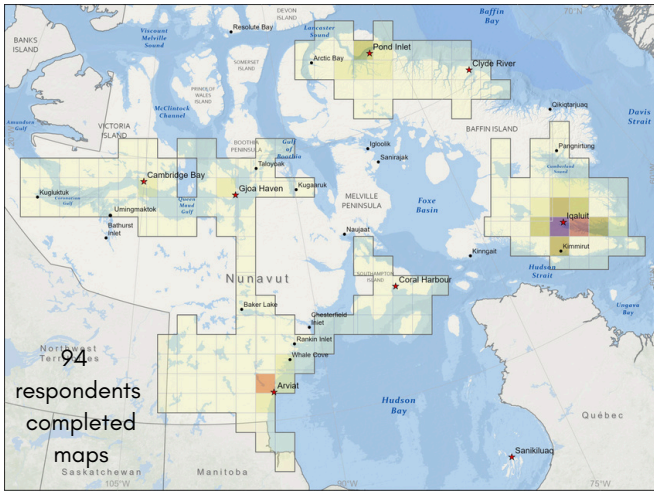 DEVON
ISLAND
Baffin
Bay
70°N
BANKS
ISLAND
Viscount
Melville
Sound
Resolute Bay
Lancaster
Sound
Pond Inlet
Arctic Bay
SOMERSET
ISLAND
Clyde River
PRINCE OF
WALES
ISLAND
McClintock
Channel
Qikiqtarjuaq
Davis
Strait
Amundsen
Gulf
VICTORIA
ISLAND
BAFFIN ISLAND
BOOTHIA
PENINSULA
Gulf
of
Boothia
Igloolik
Sanirajak
Pangnirtung
Taloyoak
Cumberland
Sound
Cambridge Bay
Gjoa Haven
Kugaaruk
Kugluktuk
Coronation
Gulf
Queen
Maud
Gulf
MELVILLE
PENINSULA
Foxe
Basin
Umingmaktok
Bathurst
Inlet
Naujaat
Iqaluit
Kinngait
Kimmirut
Hudson
Strait
Nunavut
SOUTHAMPTON
ISLAND
Coral Harbour
Ungava
Bay
Baker Lake
Chesterfield
Inlet
Rankin Inlet
Whale Cove
Northwest
Territories
94
respondents
completed
maps
Arviat
Hudson
Bay
Québec
Sanikiluaq
Saskatchewan
Manitoba
105°W
90°W
75°W